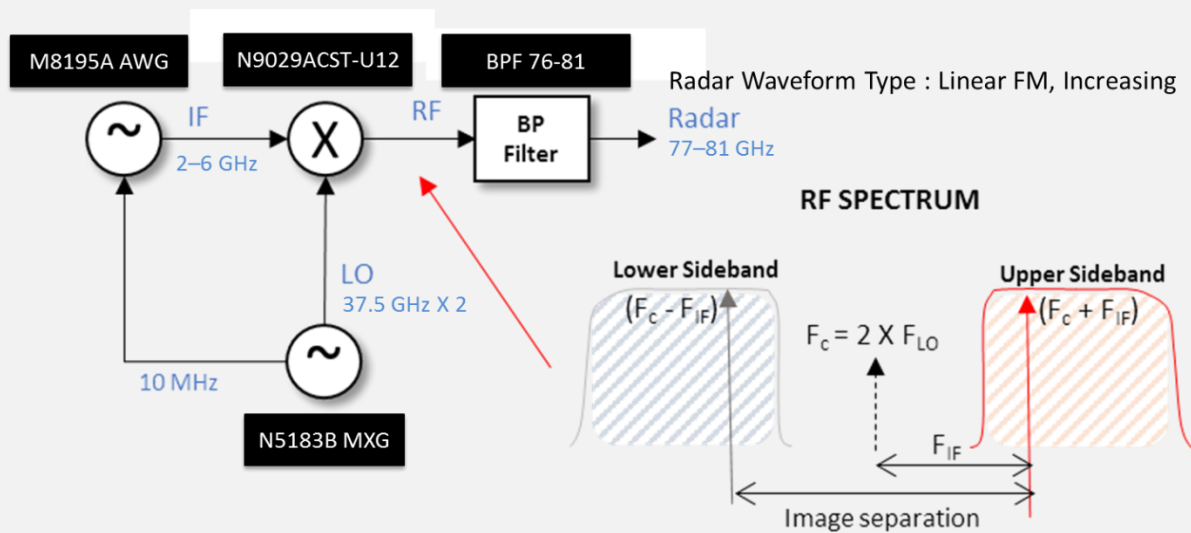 M8195A AWG
N9029ACST-U12
BPF 76-81
Radar Waveform Type : Linear FM, Increasing
~
IF
2–6 GHz
X
RF
BP
Filter
Radar
77–81 GHz
RF SPECTRUM
LO
37.5 GHz X 2
~
10 MHz
N5183B MXG
Lower Sideband
(Fc - FIF)
Fc = 2 X FLO
Upper Sideband
(Fc + FIF)
FIF
Image separation